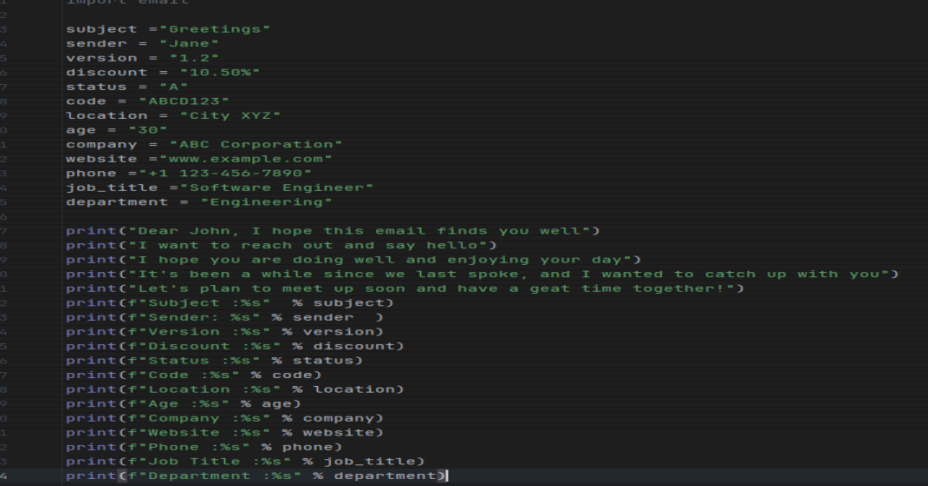 import email
subject ="Greetings"
sender = "Jane"
version = "1.2"
discount = "10.50%"
status = "A"
code = "ABCD123"
location = "City XYZ"
age = "30"
company = "ABC Corporation"
website ="www.example.com"
phone ="+1 123-456-7890"
job_title ="Software Engineer"
department = "Engineering"
print("Dear John, I hope this email finds you well")
print("I want to reach out and say hello")
print("I hope you are doing well and enjoying your day")
print("It's been a while since we last spoke, and I wanted to catch up with you")
print("Let's plan to meet up soon and have a geat time together!")
print(f"Subject :%s"  % subject)
print(f"Sender: %s" % sender  )
print(f"Version :%s" % version)
print(f"Discount :%s" % discount)
print(f"Status :%s" % status)
print(f"Code :%s" % code)
print(f"Location :%s" % location)
print(f"Age :%s" % age)
print(f"Company :%s" % company)
print(f"Website :%s" % website)
print(f"Phone :%s" % phone)
print(f"Job Title :%s" % job_title)
print(f"Department :%s" % department)